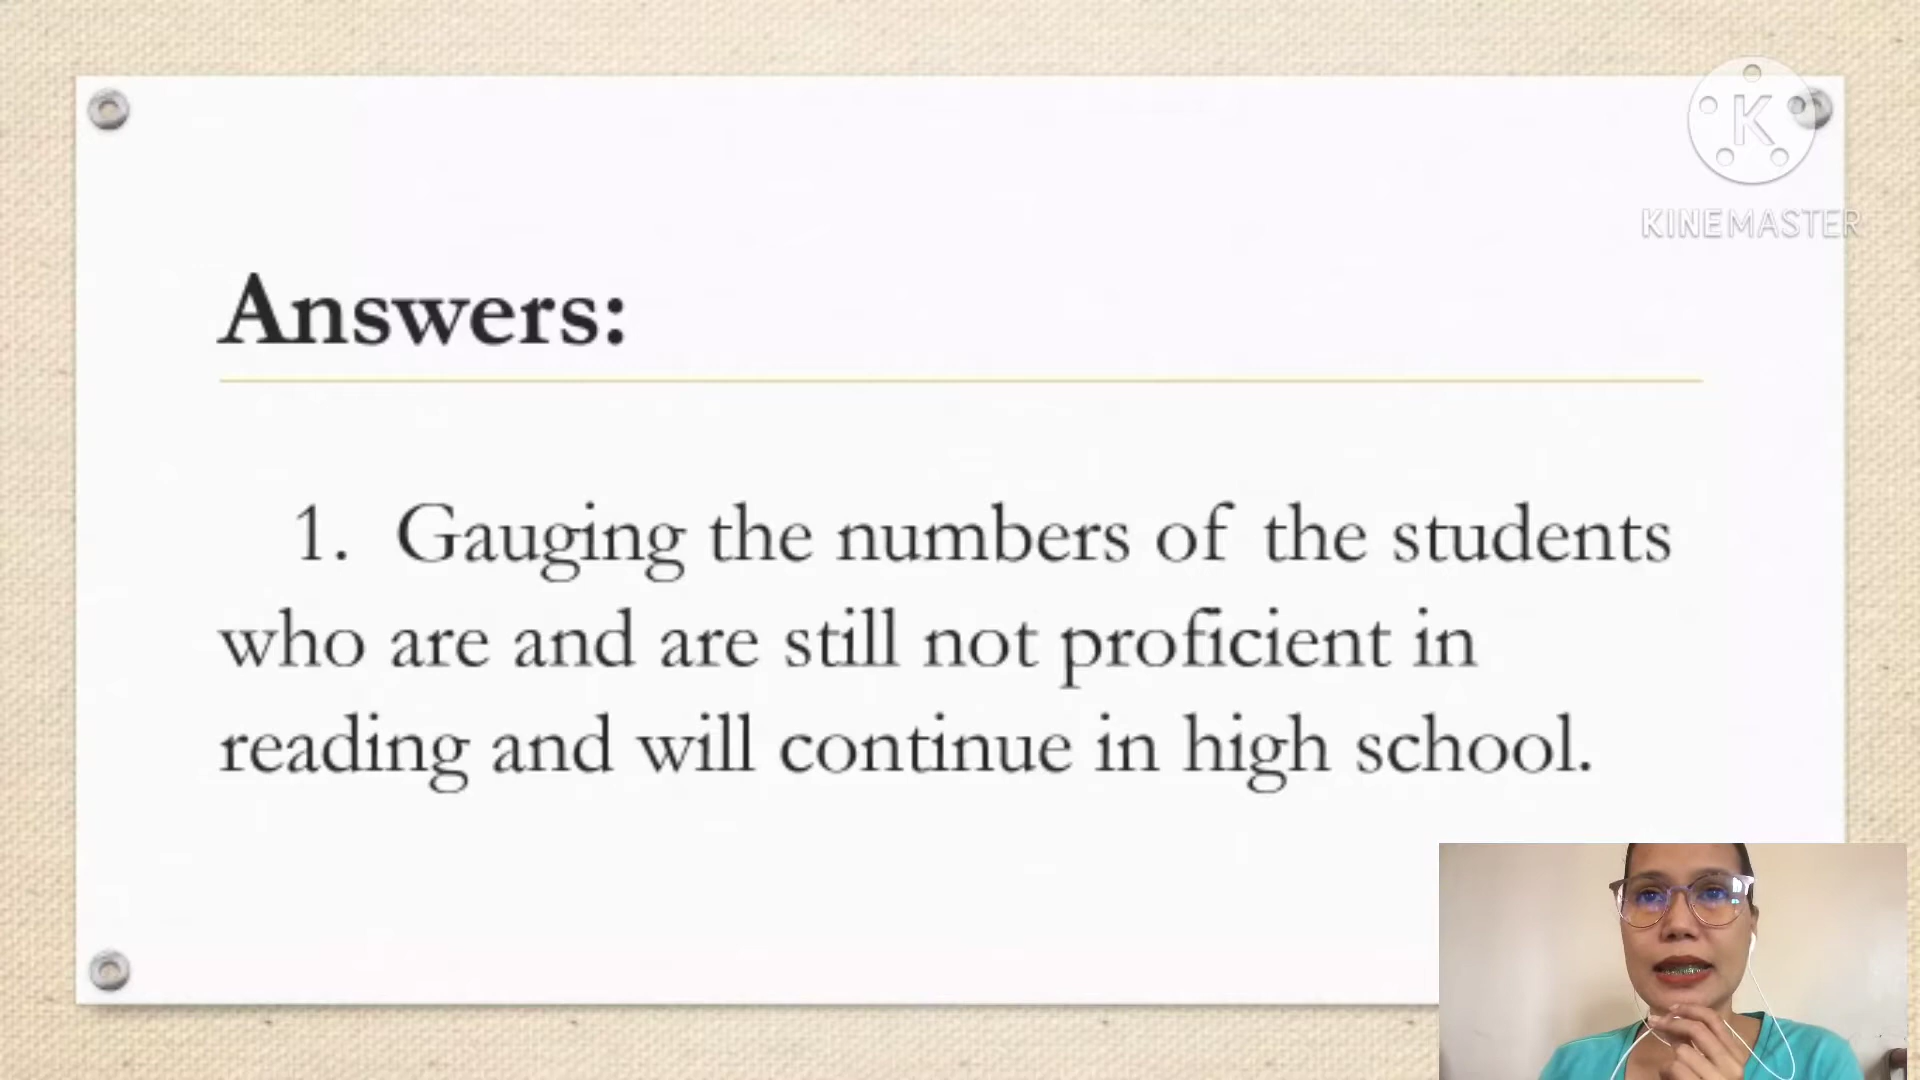 K
KINEMASTER
Answers:
1. Gauging the numbers of the students
who are and are still not proficient in
reading and will continue in high school.